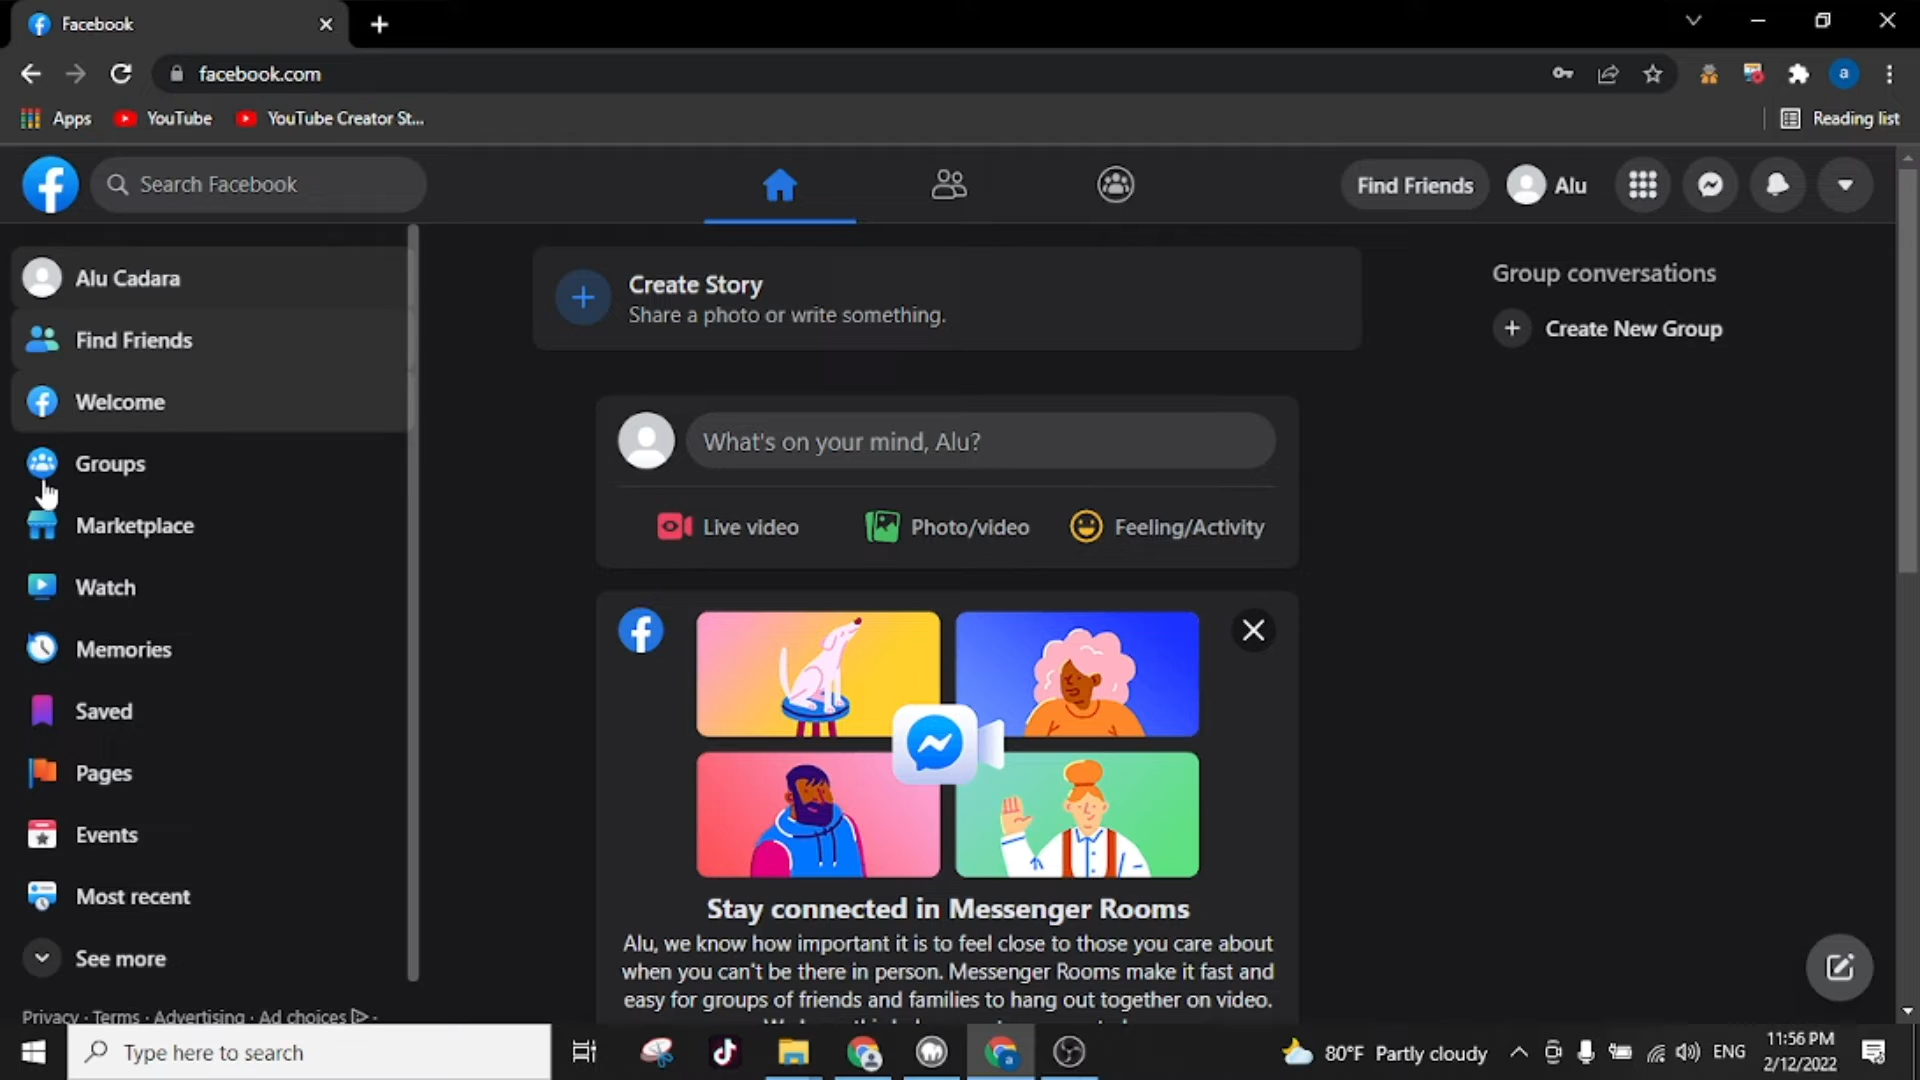 Facebook
facebook.com
Apps
YouTube
YouTube Creator St...
Reading list
Search Facebook
Find Friends
Alu
Alu Cadara
Find Friends
Welcome
Groups
Marketplace
Watch
Memories
Saved
Pages
Events
Most recent
See more
Privacy · Terms · Advertising · Ad choices ·
Create Story
Share a photo or write something.
What's on your mind, Alu?
Live video
Photo/video
Feeling/Activity
Stay connected in Messenger Rooms
Alu, we know how important it is to feel close to those you care about
when you can't be there in person. Messenger Rooms make it fast and
easy for groups of friends and families to hang out together on video.
Group conversations
Create New Group
Type here to search
80°F Partly cloudy
ENG
11:56 PM
2/12/2022